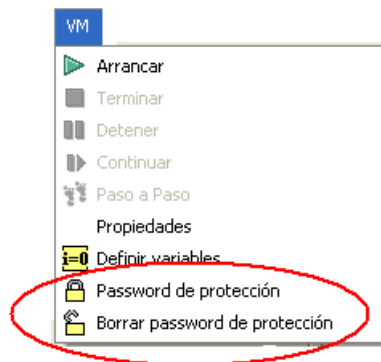 VM
Arrancar
Terminar
Detener
Continuar
Paso a Paso
Propiedades
i=0 Definir variables
Password de protección
Borrar password de protección